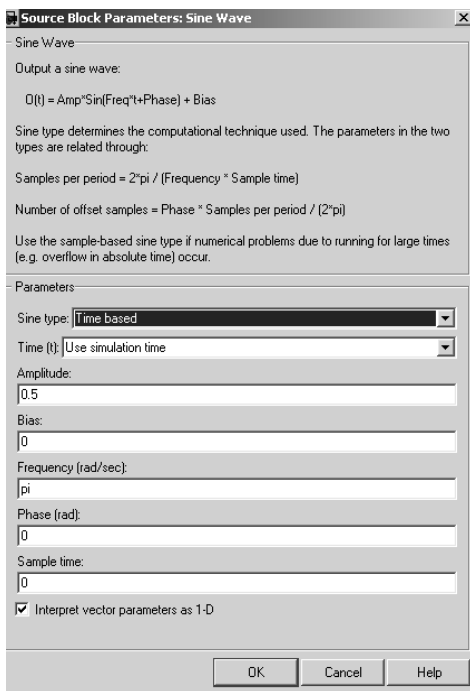 Source Block Parameters: Sine Wave
Sine Wave
Output a sine wave:
O(t) = Amp*Sin(Freq*t+Phase) + Bias
Sine type determines the computational technique used. The parameters in the two
types are related through:
Samples per period = 2*pi / (Frequency * Sample time)
Number of offset samples = Phase * Samples per period / (2*pi)
Use the sample-based sine type if numerical problems due to running for large times
(e.g. overflow in absolute time) occur.
Parameters
Sine type: Time based
Time (t): Use simulation time
Amplitude:
0.5
Bias:
0
Frequency (rad/sec):
pi
Phase (rad):
0
Sample time:
0
Interpret vector parameters as 1-D
OK Cancel Help